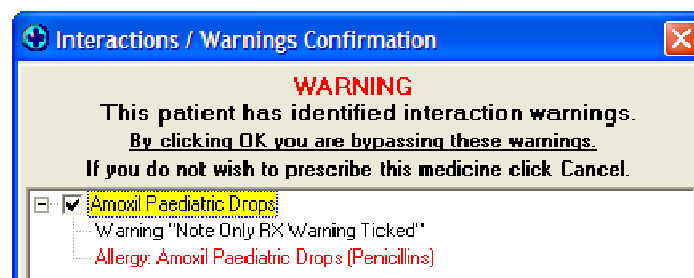 Interactions / Warnings Confirmation
WARNING
This patient has identified interaction warnings.
By clicking OK you are bypassing these warnings.
If you do not wish to prescribe this medicine click Cancel.
Amoxil Paediatric Drops
Warning "Note Only RX Warning Ticked"
Allergy: Amoxil Paediatric Drops (Penicillins)